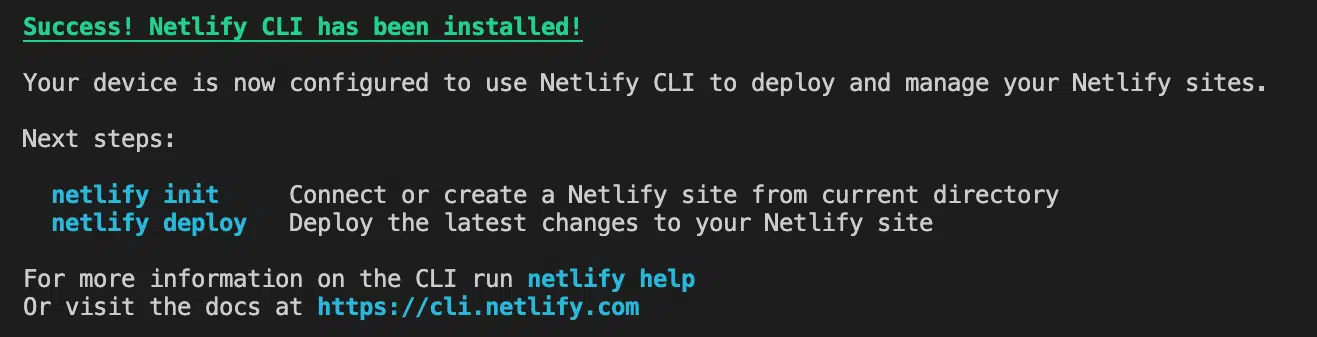 Success! Netlify CLI has been installed!
Your device is now configured to use Netlify CLI to deploy and manage your Netlify sites.
Next steps:
netlify init     Connect or create a Netlify site from current directory
netlify deploy   Deploy the latest changes to your Netlify site
For more information on the CLI run netlify help
Or visit the docs at https://cli.netlify.com